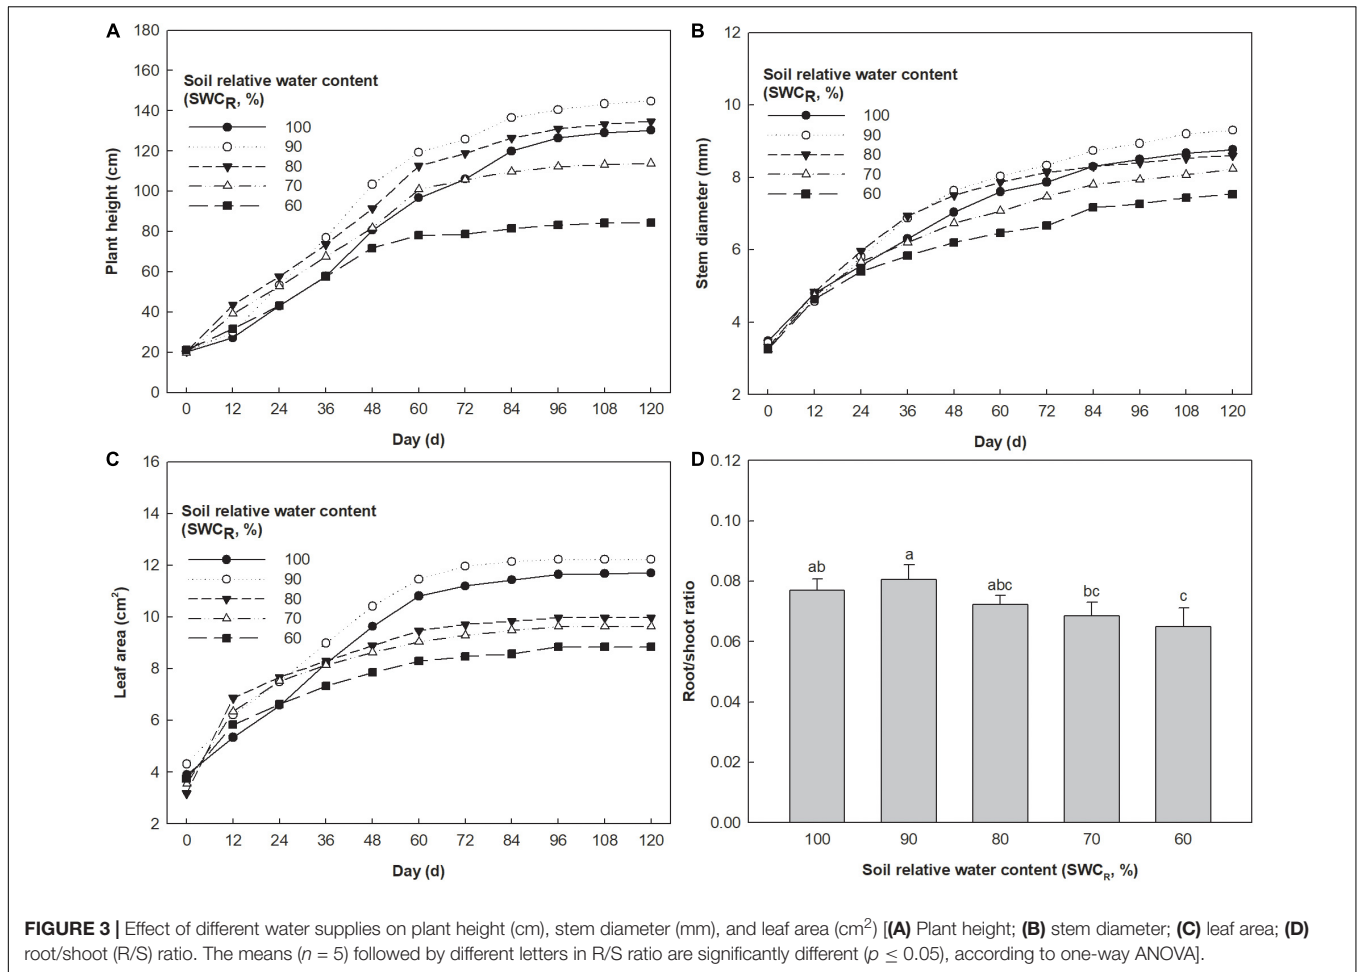 A
Plant height (cm)
180
160
140
120
100
80
60
40
20
0
Soil relative water content
(SWCR, %)
100
90
80
70
60
0 12 24 36 48 60 72 84 96 108 120
Day (d)
B
Stem diameter (mm)
12
10
8
6
4
2
Soil relative water content
(SWCR, %)
100
90
80
70
60
0 12 24 36 48 60 72 84 96 108 120
Day (d)
C
Leaf area (cm²)
16
14
12
10
8
6
4
2
Soil relative water content
(SWCR, %)
100
90
80
70
60
0 12 24 36 48 60 72 84 96 108 120
Day (d)
D
Root/shoot ratio
0.12
0.10
0.08
0.06
0.04
0.02
0.00
ab
a
abc
bc
c
100 90 80 70 60
Soil relative water content (SWCR, %)
FIGURE 3 | Effect of different water supplies on plant height (cm), stem diameter (mm), and leaf area (cm²) [(A) Plant height; (B) stem diameter; (C) leaf area; (D)
root/shoot (R/S) ratio. The means (n = 5) followed by different letters in R/S ratio are significantly different (p ≤ 0.05), according to one-way ANOVA].